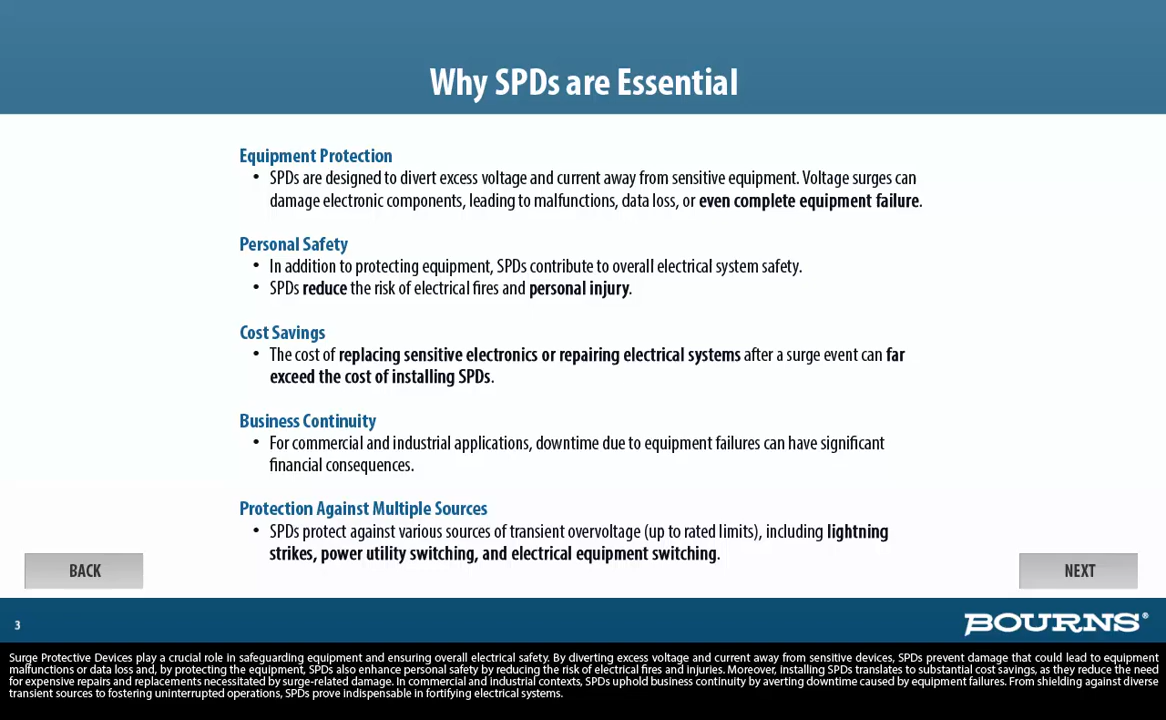 Why SPDs are Essential
Equipment Protection
• SPDs are designed to divert excess voltage and current away from sensitive equipment. Voltage surges can
damage electronic components, leading to malfunctions, data loss, or even complete equipment failure.
Personal Safety
• In addition to protecting equipment, SPDs contribute to overall electrical system safety.
• SPDs reduce the risk of electrical fires and personal injury.
Cost Savings
• The cost of replacing sensitive electronics or repairing electrical systems after a surge event can far
exceed the cost of installing SPDs.
Business Continuity
• For commercial and industrial applications, downtime due to equipment failures can have significant
financial consequences.
Protection Against Multiple Sources
• SPDs protect against various sources of transient overvoltage (up to rated limits), including lightning
strikes, power utility switching, and electrical equipment switching.
BACK
NEXT
3
BOURNS®
Surge Protective Devices play a crucial role in safeguarding equipment and ensuring overall electrical safety. By diverting excess voltage and current away from sensitive devices, SPDs prevent damage that could lead to equipment
malfunctions or data loss and, by protecting the equipment, SPDs also enhance personal safety by reducing the risk of electrical fires and injuries. Moreover, installing SPDs translates to substantial cost savings, as they reduce the need
for expensive repairs and replacements necessitated by surge-related damage. In commercial and industrial contexts, SPDs uphold business continuity by averting downtime caused by equipment failures. From shielding against diverse
transient sources to fostering uninterrupted operations, SPDs prove indispensable in fortifying electrical systems.